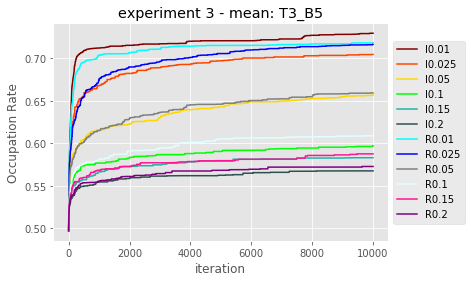 experiment 3 - mean: T3_B5
Occupation Rate
0.70
0.65
0.60
0.55
0.50
0
2000
4000
6000
8000
10000
iteration
I0.01
I0.025
I0.05
I0.1
I0.15
I0.2
R0.01
R0.025
R0.05
R0.1
R0.15
R0.2